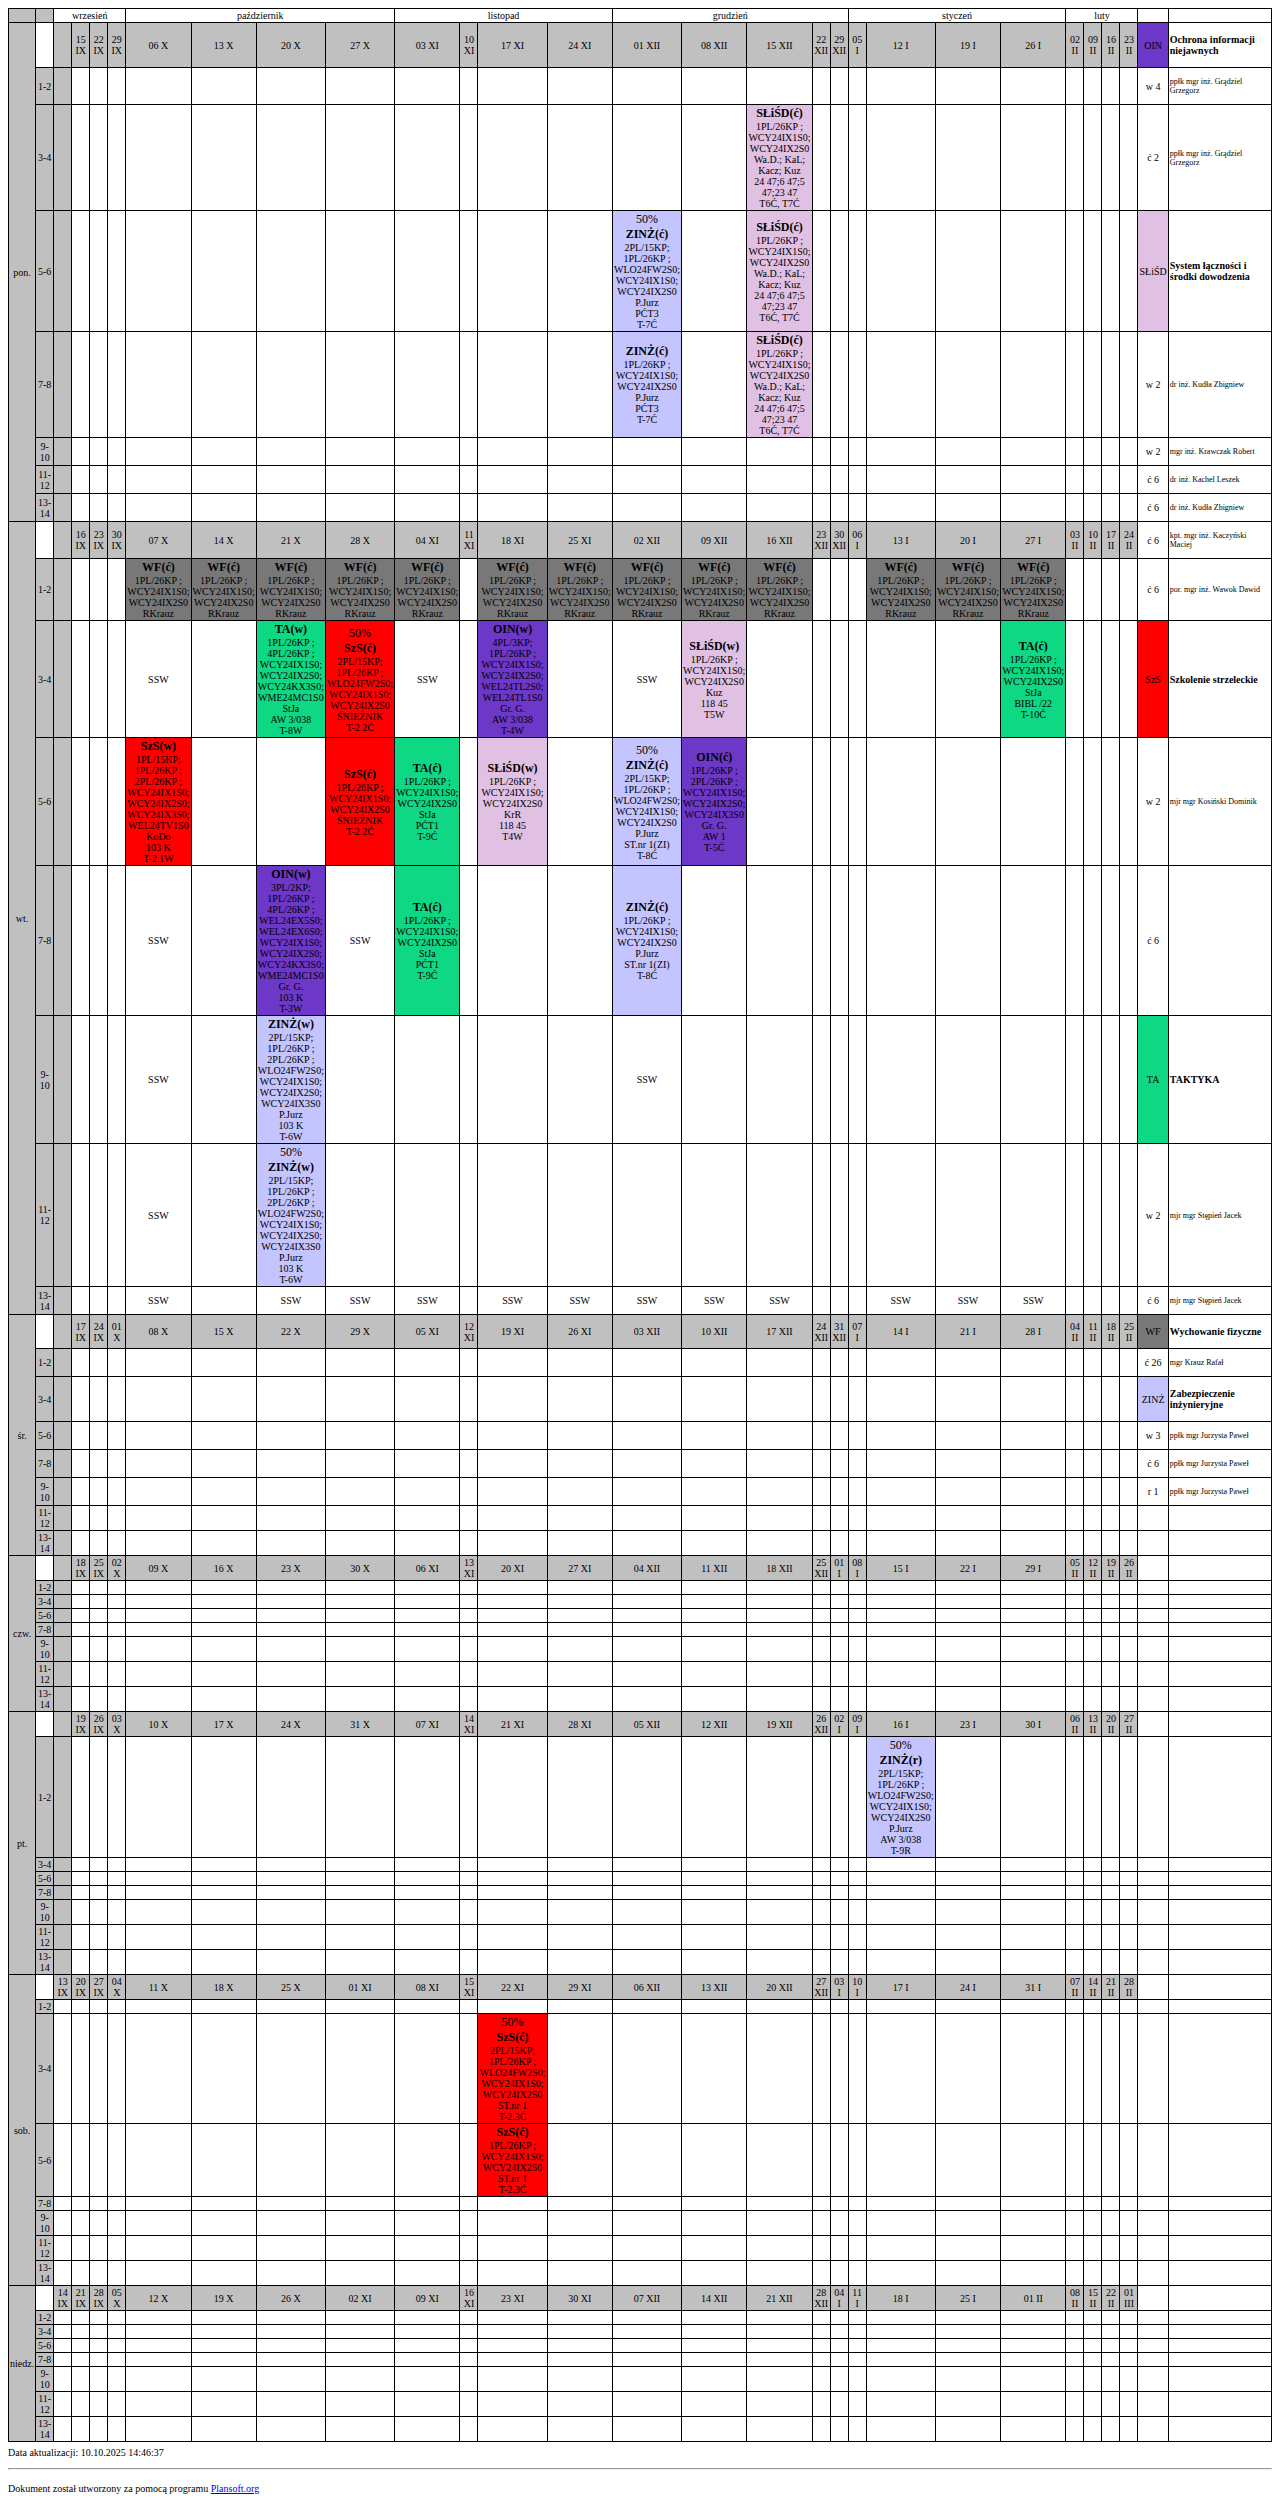 wrzesień październik listopad grudzień styczeń luty
pon. 15 IX 22 IX 29 IX 06 X 13 X 20 X 27 X 03 XI 10 XI 17 XI 24 XI 01 XII 08 XII 15 XII 22 XII 29 XII 05 I 12 I 19 I 26 I 02 II 09 II 16 II 23 II OIN Ochrona informacji niejawnych
1-2 w 4 ppłk mgr inż. Grądziel Grzegorz
3-4 SŁiŚD(ć) 1PL/26KP ; WCY24IX1S0; WCY24IX2S0 Wa.D.; KaL; Kacz; Kuz 24 47;6 47;5 47;23 47 T6Ć, T7Ć ć 2 ppłk mgr inż. Grądziel Grzegorz
5-6 50% ZINŻ(ć) 2PL/15KP; 1PL/26KP ; WLO24FW2S0; WCY24IX1S0; WCY24IX2S0 P.Jurz PĆT3 T-7Ć SŁiŚD(ć) 1PL/26KP ; WCY24IX1S0; WCY24IX2S0 Wa.D.; KaL; Kacz; Kuz 24 47;6 47;5 47;23 47 T6Ć, T7Ć SŁiŚD System łączności i środki dowodzenia
7-8 ZINŻ(ć) 1PL/26KP ; WCY24IX1S0; WCY24IX2S0 P.Jurz PĆT3 T-7Ć SŁiŚD(ć) 1PL/26KP ; WCY24IX1S0; WCY24IX2S0 Wa.D.; KaL; Kacz; Kuz 24 47;6 47;5 47;23 47 T6Ć, T7Ć w 2 dr inż. Kudła Zbigniew
9-10 w 2 mgr inż. Krawczak Robert
11-12 ć 6 dr inż. Kachel Leszek
13-14 ć 6 dr inż. Kudła Zbigniew
wt. 16 IX 23 IX 30 IX 07 X 14 X 21 X 28 X 04 XI 11 XI 18 XI 25 XI 02 XII 09 XII 16 XII 23 XII 30 XII 06 I 13 I 20 I 27 I 03 II 10 II 17 II 24 II ć 6 kpt. mgr inż. Kaczyński Maciej
1-2 WF(ć) 1PL/26KP ; WCY24IX1S0; WCY24IX2S0 RKrauz WF(ć) 1PL/26KP ; WCY24IX1S0; WCY24IX2S0 RKrauz WF(ć) 1PL/26KP ; WCY24IX1S0; WCY24IX2S0 RKrauz WF(ć) 1PL/26KP ; WCY24IX1S0; WCY24IX2S0 RKrauz WF(ć) 1PL/26KP ; WCY24IX1S0; WCY24IX2S0 RKrauz WF(ć) 1PL/26KP ; WCY24IX1S0; WCY24IX2S0 RKrauz WF(ć) 1PL/26KP ; WCY24IX1S0; WCY24IX2S0 RKrauz WF(ć) 1PL/26KP ; WCY24IX1S0; WCY24IX2S0 RKrauz WF(ć) 1PL/26KP ; WCY24IX1S0; WCY24IX2S0 RKrauz WF(ć) 1PL/26KP ; WCY24IX1S0; WCY24IX2S0 RKrauz WF(ć) 1PL/26KP ; WCY24IX1S0; WCY24IX2S0 RKrauz WF(ć) 1PL/26KP ; WCY24IX1S0; WCY24IX2S0 RKrauz WF(ć) 1PL/26KP ; WCY24IX1S0; WCY24IX2S0 RKrauz ć 6 por. mgr inż. Wawok Dawid
3-4 SSW TA(w) 1PL/26KP ; 4PL/26KP ; WCY24IX1S0; WCY24IX2S0; WCY24KX3S0; WME24MC1S0 StJa AW 3/038 T-8W 50% SzS(ć) 2PL/15KP; 1PL/26KP ; WLO24FW2S0; WCY24IX1S0; WCY24IX2S0 ŚNIEŻNIK T-2.2Ć SSW OIN(w) 4PL/3KP; 1PL/26KP ; WCY24IX1S0; WCY24IX2S0; WEL24TL2S0; WEL24TL1S0 Gr. G. AW 3/038 T-4W SSW SŁiŚD(w) 1PL/26KP ; WCY24IX1S0; WCY24IX2S0 Kuz 118 45 T5W TA(ć) 1PL/26KP ; WCY24IX1S0; WCY24IX2S0 StJa BIBL /22 T-10Ć SzS Szkolenie strzeleckie
5-6 SzS(w) 1PL/15KP; 1PL/26KP ; 2PL/26KP ; WCY24IX1S0; WCY24IX2S0; WCY24IX3S0; WEL24TV1S0 KoDo 103 K T-2.1W SzS(ć) 1PL/26KP ; WCY24IX1S0; WCY24IX2S0 ŚNIEŻNIK T-2.2Ć TA(ć) 1PL/26KP ; WCY24IX1S0; WCY24IX2S0 StJa PĆT1 T-9Ć SŁiŚD(w) 1PL/26KP ; WCY24IX1S0; WCY24IX2S0 KrR 118 45 T4W 50% ZINŻ(ć) 2PL/15KP; 1PL/26KP ; WLO24FW2S0; WCY24IX1S0; WCY24IX2S0 P.Jurz ST.nr 1(ZI) T-8Ć OIN(ć) 1PL/26KP ; 2PL/26KP ; WCY24IX1S0; WCY24IX2S0; WCY24IX3S0 Gr. G. AW 1 T-5Ć w 2 mjr mgr Kosiński Dominik
7-8 SSW OIN(w) 3PL/2KP; 1PL/26KP ; 4PL/26KP ; WEL24EX5S0; WEL24EX6S0; WCY24IX1S0; WCY24IX2S0; WCY24KX3S0; WME24MC1S0 Gr. G. 103 K T-3W SSW TA(ć) 1PL/26KP ; WCY24IX1S0; WCY24IX2S0 StJa PĆT1 T-9Ć ZINŻ(ć) 1PL/26KP ; WCY24IX1S0; WCY24IX2S0 P.Jurz ST.nr 1(ZI) T-8Ć ć 6
9-10 SSW ZINŻ(w) 2PL/15KP; 1PL/26KP ; 2PL/26KP ; WLO24FW2S0; WCY24IX1S0; WCY24IX2S0; WCY24IX3S0 P.Jurz 103 K T-6W SSW TA TAKTYKA
11-12 SSW 50% ZINŻ(w) 2PL/15KP; 1PL/26KP ; 2PL/26KP ; WLO24FW2S0; WCY24IX1S0; WCY24IX2S0; WCY24IX3S0 P.Jurz 103 K T-6W w 2 mjr mgr Stępień Jacek
13-14 SSW SSW SSW SSW SSW SSW SSW SSW SSW SSW SSW SSW ć 6 mjr mgr Stępień Jacek
śr. 17 IX 24 IX 01 X 08 X 15 X 22 X 29 X 05 XI 12 XI 19 XI 26 XI 03 XII 10 XII 17 XII 24 XII 31 XII 07 I 14 I 21 I 28 I 04 II 11 II 18 II 25 II WF Wychowanie fizyczne
1-2 ć 26 mgr Krauz Rafał
3-4 ZINŻ Zabezpieczenie inżynieryjne
5-6 w 3 ppłk mgr Jurzysta Paweł
7-8 ć 6 ppłk mgr Jurzysta Paweł
9-10 r 1 ppłk mgr Jurzysta Paweł
11-12
13-14
czw. 18 IX 25 IX 02 X 09 X 16 X 23 X 30 X 06 XI 13 XI 20 XI 27 XI 04 XII 11 XII 18 XII 25 XII 01 I 08 I 15 I 22 I 29 I 05 II 12 II 19 II 26 II
1-2
3-4
5-6
7-8
9-10
11-12
13-14
pt. 19 IX 26 IX 03 X 10 X 17 X 24 X 31 X 07 XI 14 XI 21 XI 28 XI 05 XII 12 XII 19 XII 26 XII 02 I 09 I 16 I 23 I 30 I 06 II 13 II 20 II 27 II
1-2 50% ZINŻ(r) 2PL/15KP; 1PL/26KP ; WLO24FW2S0; WCY24IX1S0; WCY24IX2S0 P.Jurz AW 3/038 T-9R
3-4
5-6
7-8
9-10
11-12
13-14
sob. 13 IX 20 IX 27 IX 04 X 11 X 18 X 25 X 01 XI 08 XI 15 XI 22 XI 29 XI 06 XII 13 XII 20 XII 27 XII 03 I 10 I 17 I 24 I 31 I 07 II 14 II 21 II 28 II
1-2
3-4 50% SzS(ć) 2PL/15KP; 1PL/26KP ; WLO24FW2S0; WCY24IX1S0; WCY24IX2S0 ST.nr 1 T-2.3Ć
5-6 SzS(ć) 1PL/26KP ; WCY24IX1S0; WCY24IX2S0 ST.nr 1 T-2.3Ć
7-8
9-10
11-12
13-14
niedz. 14 IX 21 IX 28 IX 05 X 12 X 19 X 26 X 02 XI 09 XI 16 XI 23 XI 30 XI 07 XII 14 XII 21 XII 28 XII 04 I 11 I 18 I 25 I 01 II 08 II 15 II 22 II 01 III
1-2
3-4
5-6
7-8
9-10
11-12
13-14
Data aktualizacji: 10.10.2025 14:46:37
Dokument został utworzony za pomocą programu Plansoft.org